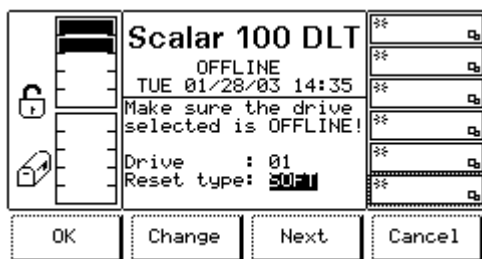 Scalar 100 DLT
OFFLINE
TUE 01/28/03 14:35
Make sure the drive
selected is OFFLINE!
Drive : 01
Reset type: SOFT
OK
Change
Next
Cancel